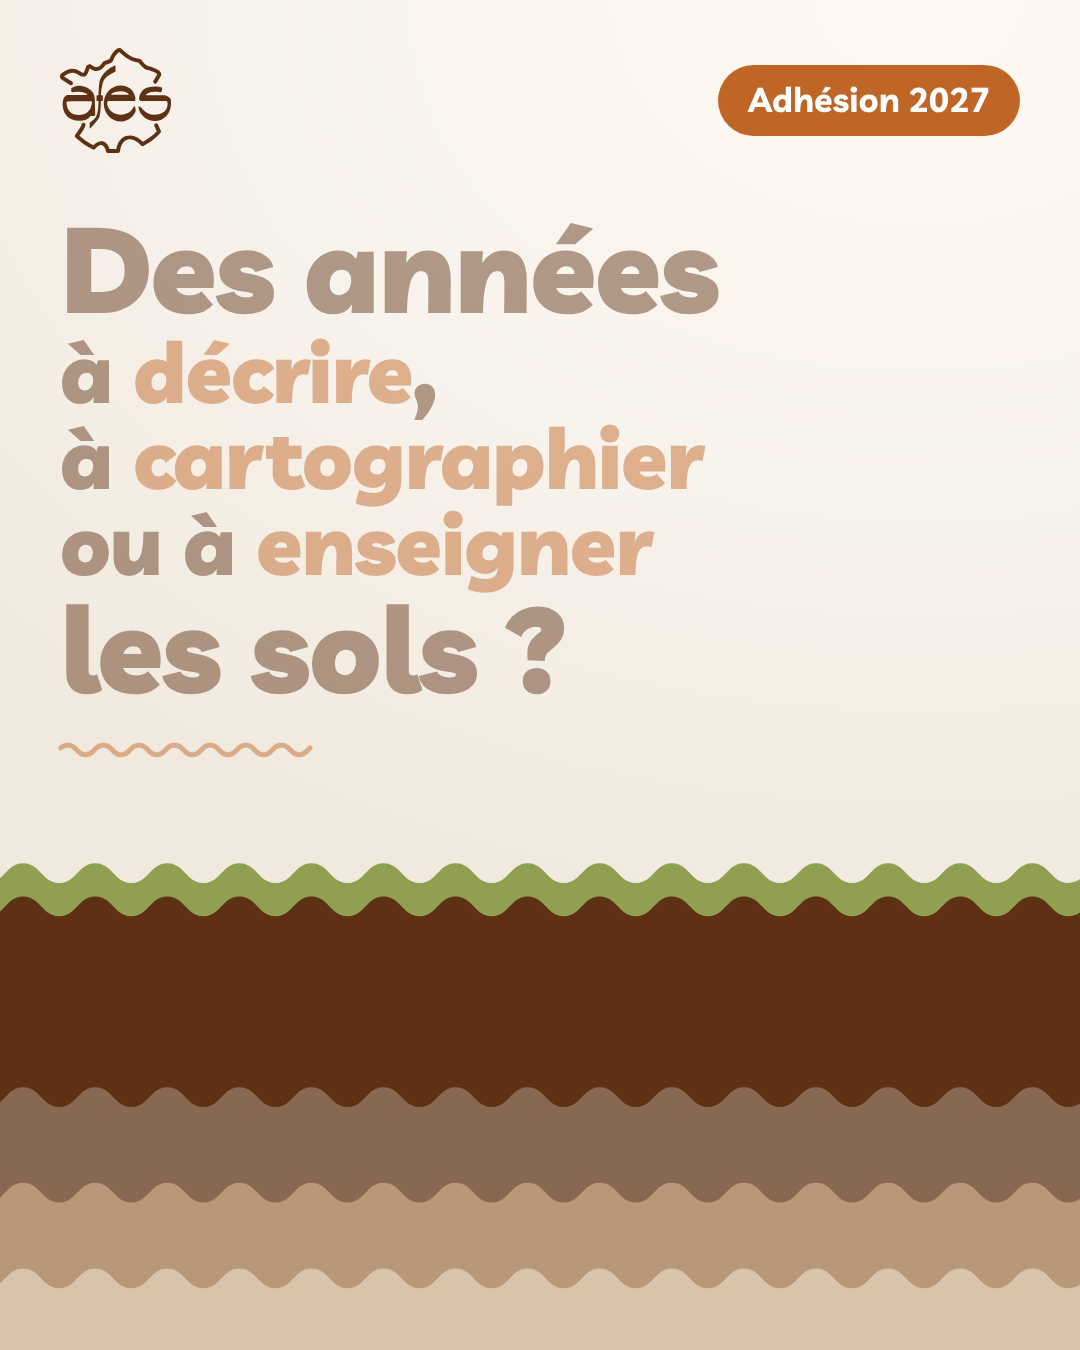 afes
Adhésion 2027
Des années
à décrire,
à cartographier
ou à enseigner
les sols ?